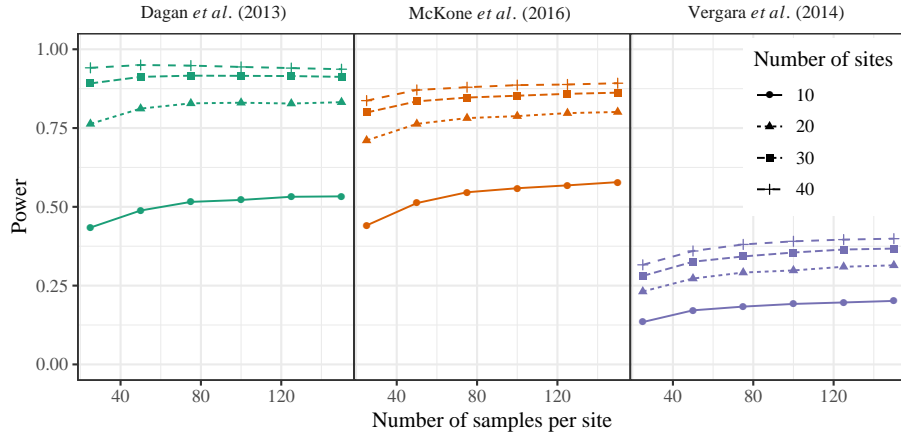 Dagan et al. (2013) McKone et al. (2016) Vergara et al. (2014)
Power
1.00
0.75
0.50
0.25
0.00
Number of sites
10
20
30
40
40 80 120 40 80 120 40 80 120
Number of samples per site